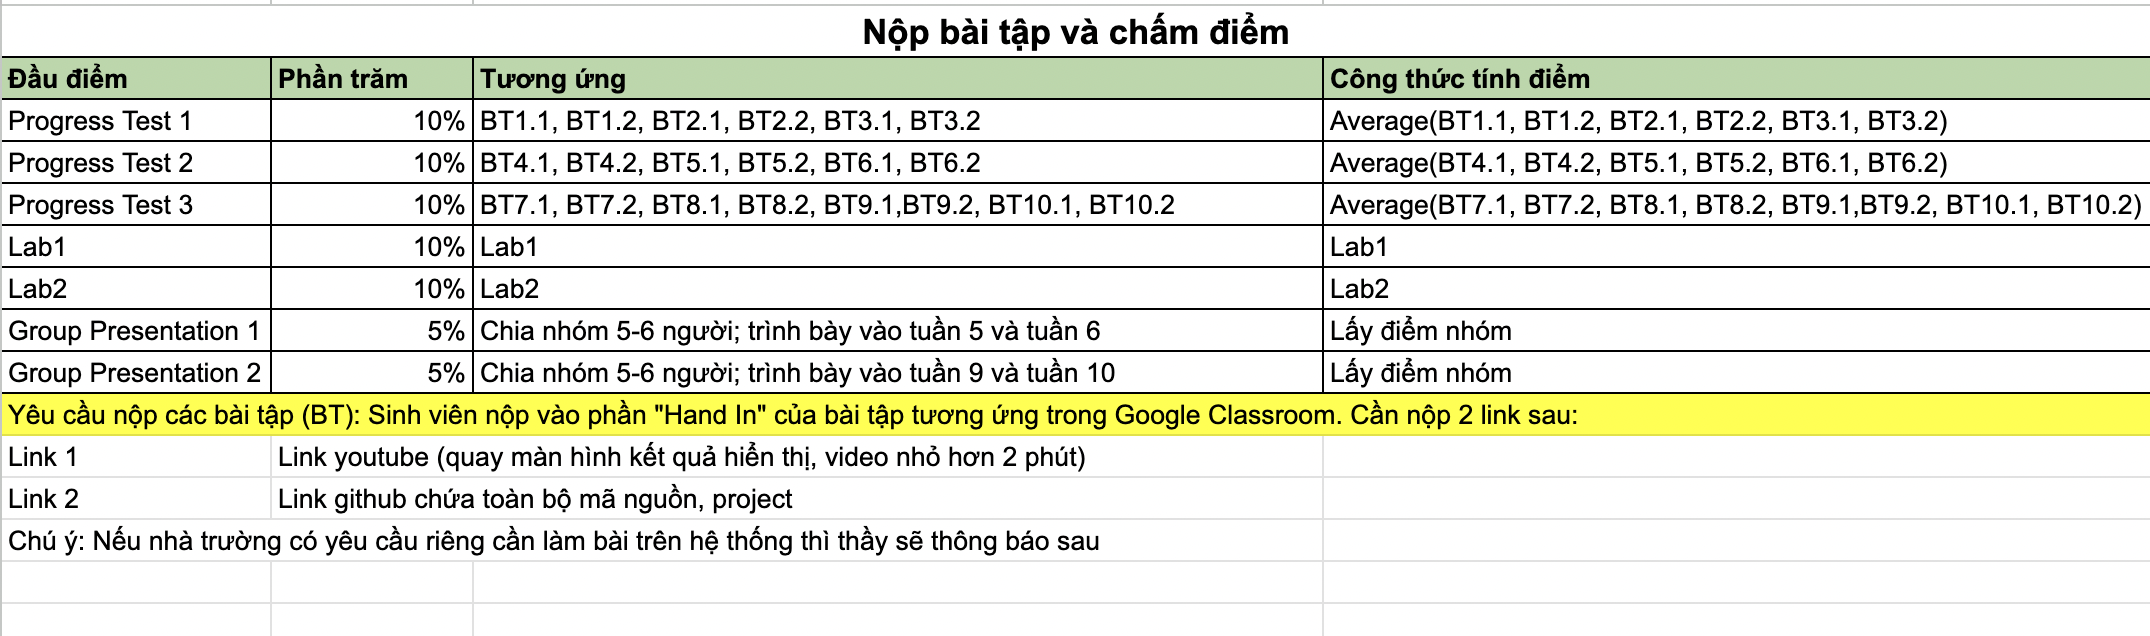 Nộp bài tập và chấm điểm
Đầu điểm Phần trăm Tương ứng Công thức tính điểm
Progress Test 1 10% BT1.1, BT1.2, BT2.1, BT2.2, BT3.1, BT3.2 Average(BT1.1, BT1.2, BT2.1, BT2.2, BT3.1, BT3.2)
Progress Test 2 10% BT4.1, BT4.2, BT5.1, BT5.2, BT6.1, BT6.2 Average(BT4.1, BT4.2, BT5.1, BT5.2, BT6.1, BT6.2)
Progress Test 3 10% BT7.1, BT7.2, BT8.1, BT8.2, BT9.1,BT9.2, BT10.1, BT10.2 Average(BT7.1, BT7.2, BT8.1, BT8.2, BT9.1,BT9.2, BT10.1, BT10.2)
Lab1 10% Lab1 Lab1
Lab2 10% Lab2 Lab2
Group Presentation 1 5% Chia nhóm 5-6 người; trình bày vào tuần 5 và tuần 6 Lấy điểm nhóm
Group Presentation 2 5% Chia nhóm 5-6 người; trình bày vào tuần 9 và tuần 10 Lấy điểm nhóm
Yêu cầu nộp các bài tập (BT): Sinh viên nộp vào phần "Hand In" của bài tập tương ứng trong Google Classroom. Cần nộp 2 link sau:
Link 1 Link youtube (quay màn hình kết quả hiển thị, video nhỏ hơn 2 phút)
Link 2 Link github chứa toàn bộ mã nguồn, project
Chú ý: Nếu nhà trường có yêu cầu riêng cần làm bài trên hệ thống thì thầy sẽ thông báo sau